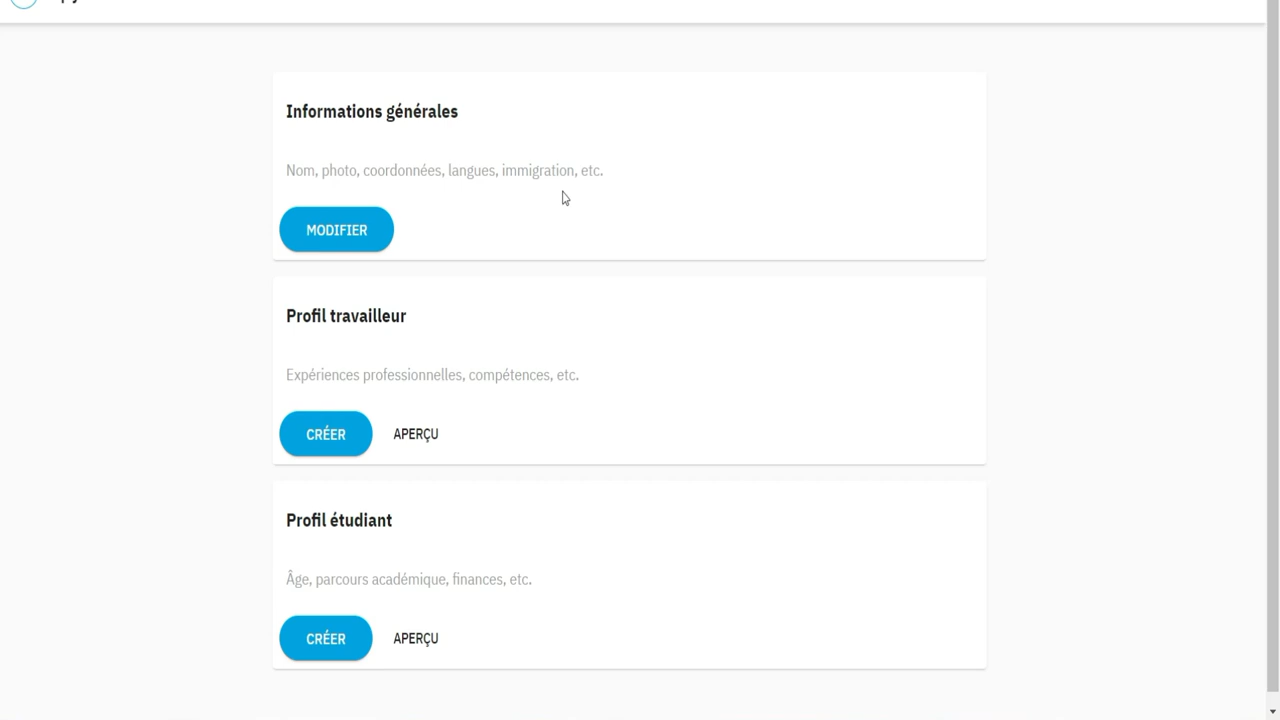 Informations générales
Nom, photo, coordonnées, langues, immigration, etc.
MODIFIER
Profil travailleur
Expériences professionnelles, compétences, etc.
CRÉER APERÇU
Profil étudiant
Âge, parcours académique, finances, etc.
CRÉER APERÇU